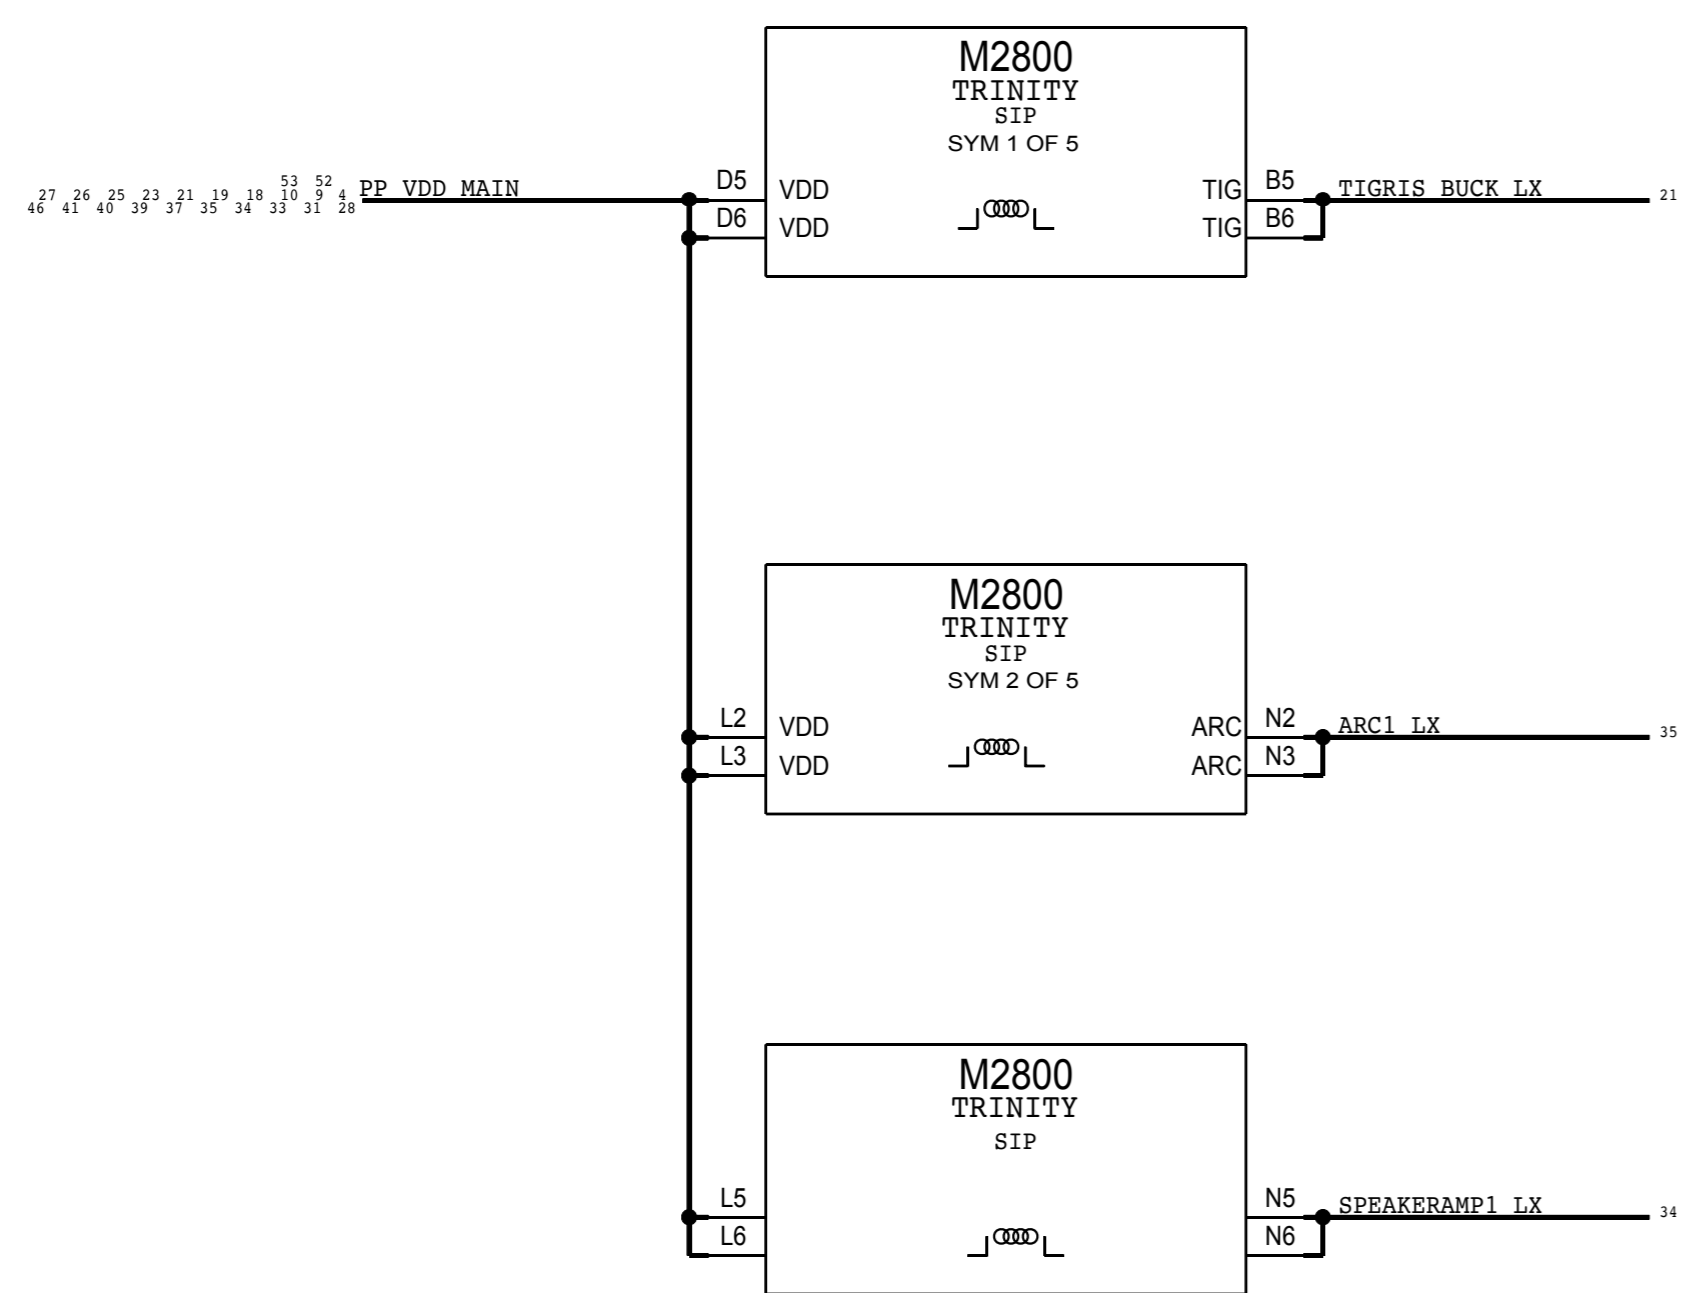 M2800
TRINITY
SIP
SYM 1 OF 5
53 52
27 26 25 23 21 19 18 10 9 4
46 41 40 39 37 35 34 33 31 28
PP_VDD_MAIN
D5 VDD TIG B5 TIGRIS_BUCK_LX 21
D6 VDD TIG B6
M2800
TRINITY
SIP
SYM 2 OF 5
L2 VDD ARC N2 ARC1_LX 35
L3 VDD ARC N3
M2800
TRINITY
SIP
L5 N5 SPEAKERAMP1_LX 34
L6 N6